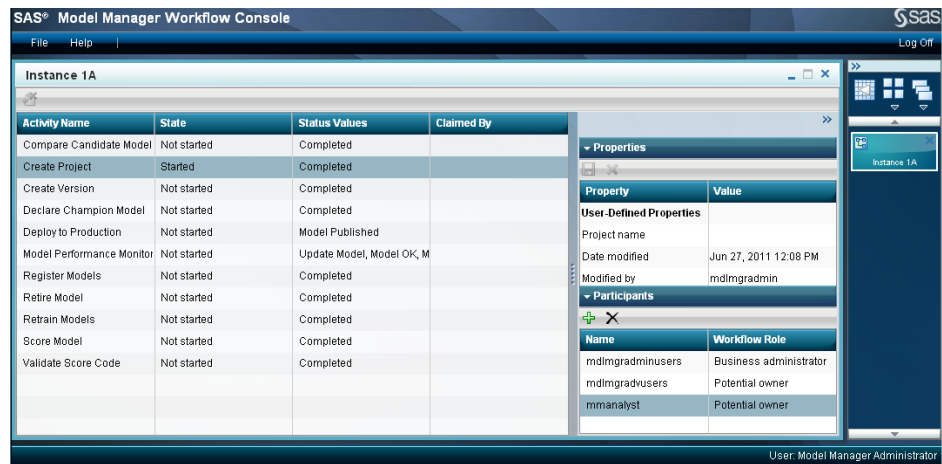 SAS® Model Manager Workflow Console
sas
File Help
Log Off
Instance 1A
Activity Name State Status Values Claimed By
Compare Candidate Model Not started Completed
Create Project Started Completed
Create Version Not started Completed
Declare Champion Model Not started Completed
Deploy to Production Not started Model Published
Model Performance Monitor Not started Update Model, Model OK, M
Register Models Not started Completed
Retire Model Not started Completed
Retrain Models Not started Completed
Score Model Not started Completed
Validate Score Code Not started Completed
Properties
Property Value
User-Defined Properties
Project name
Date modified Jun 27, 2011 12:08 PM
Modified by mdlmgradmin
Participants
Name Workflow Role
mdlmgradminusers Business administrator
mdlmgradvusers Potential owner
mmanalyst Potential owner
Instance 1A
User: Model Manager Administrator